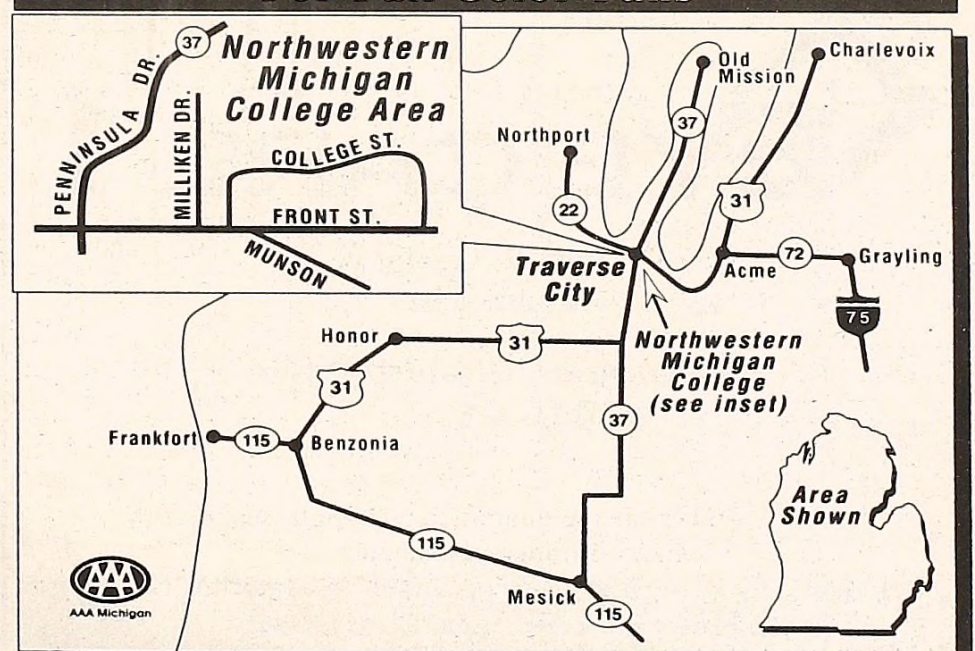 37
Northwestern
Michigan
College Area
PENNINSULA DR.
MILLIKEN DR.
COLLEGE ST.
FRONT ST.
MUNSON
Old
Mission
Charlevoix
37
Northport
31
22
Traverse
City
Acme
72
Grayling
75
Honor
31
Northwestern
Michigan
College
(see inset)
31
37
Frankfort
115
Benzonia
Area
Shown
115
AAA
AAA Michigan
Mesick
115